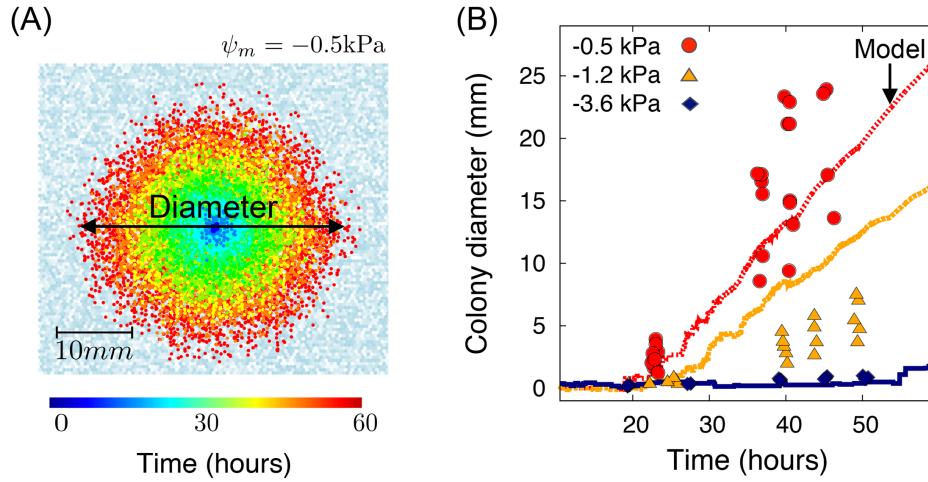 (A)
ψm = −0.5kPa
Diameter
10mm
0 30 60
Time (hours)
(B)
Colony diameter (mm)
25
20
15
10
5
0
-0.5 kPa
-1.2 kPa
-3.6 kPa
Model
20 30 40 50
Time (hours)